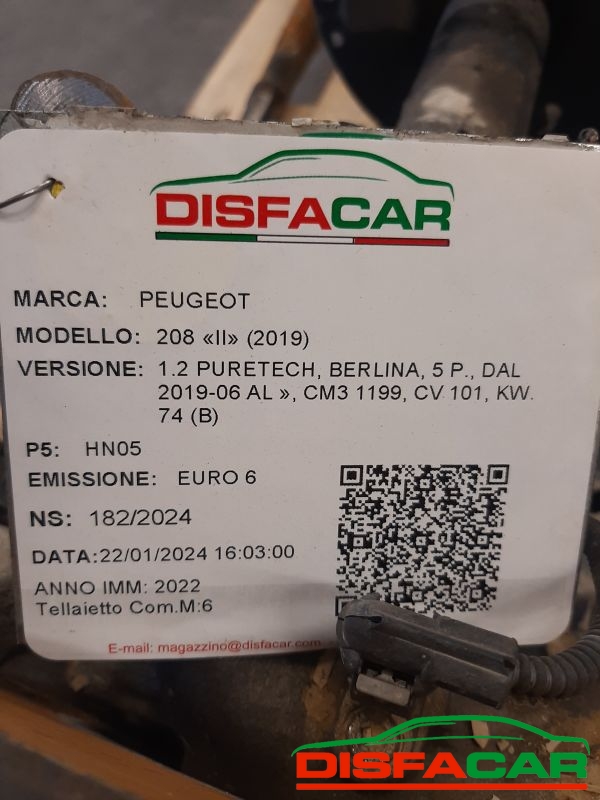 DISFACAR
MARCA: PEUGEOT
MODELLO: 208 «II» (2019)
VERSIONE: 1.2 PURETECH, BERLINA, 5 P., DAL
2019-06 AL », CM3 1199, CV 101, KW.
74 (B)
P5: HN05
EMISSIONE: EURO 6
NS: 182/2024
DATA:22/01/2024 16:03:00
ANNO IMM: 2022
Tellaietto Com.M:6
E-mail: magazzino@disfacar.com
DISFACAR